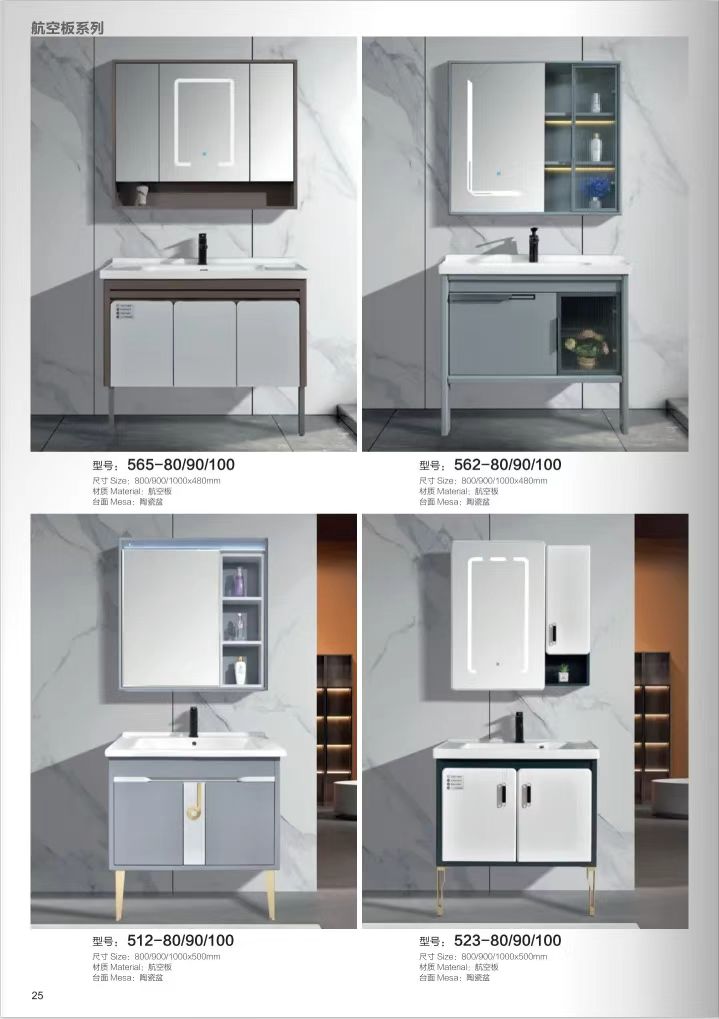 航空板系列
型号：565-80/90/100
尺寸 Size：800/900/1000x480mm
材质 Material：航空板
台面 Mesa：陶瓷盆
型号：562-80/90/100
尺寸 Size：800/900/1000x480mm
材质 Material：航空板
台面 Mesa：陶瓷盆
型号：512-80/90/100
尺寸 Size：800/900/1000x500mm
材质 Material：航空板
台面 Mesa：陶瓷盆
型号：523-80/90/100
尺寸 Size：800/900/1000x500mm
材质 Material：航空板
台面 Mesa：陶瓷盆
25